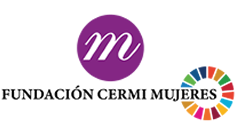 m
FUNDACIÓN CERMI MUJERES